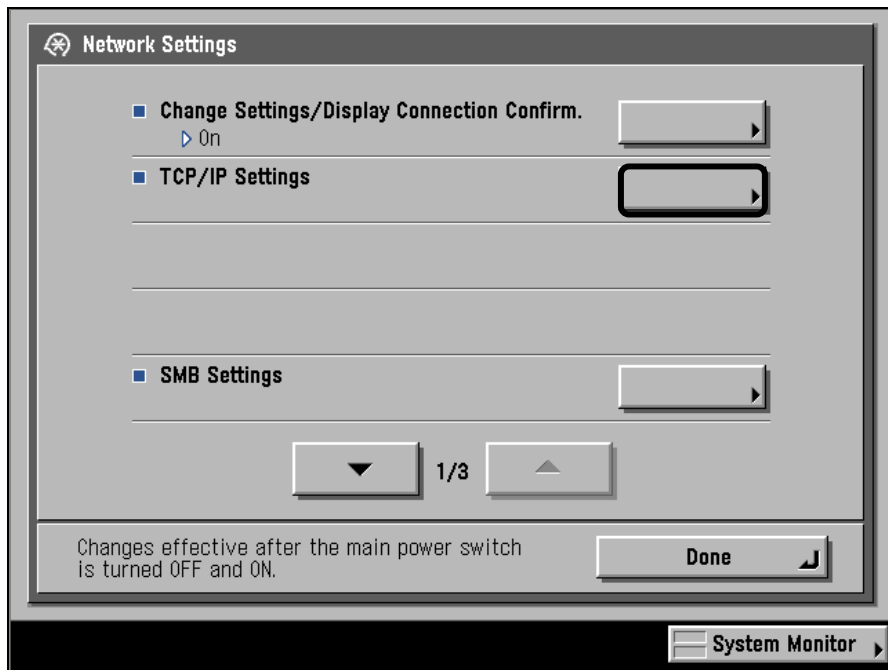 Network Settings
Change Settings/Display Connection Confirm.
On
TCP/IP Settings
SMB Settings
1/3
Changes effective after the main power switch
is turned OFF and ON.
Done
System Monitor